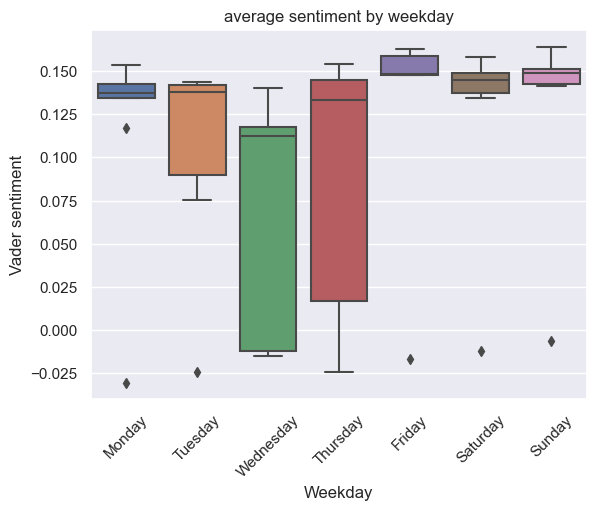 average sentiment by weekday
Vader sentiment
0.150
0.125
0.100
0.075
0.050
0.025
0.000
−0.025
Monday
Tuesday
Wednesday
Thursday
Friday
Saturday
Sunday
Weekday